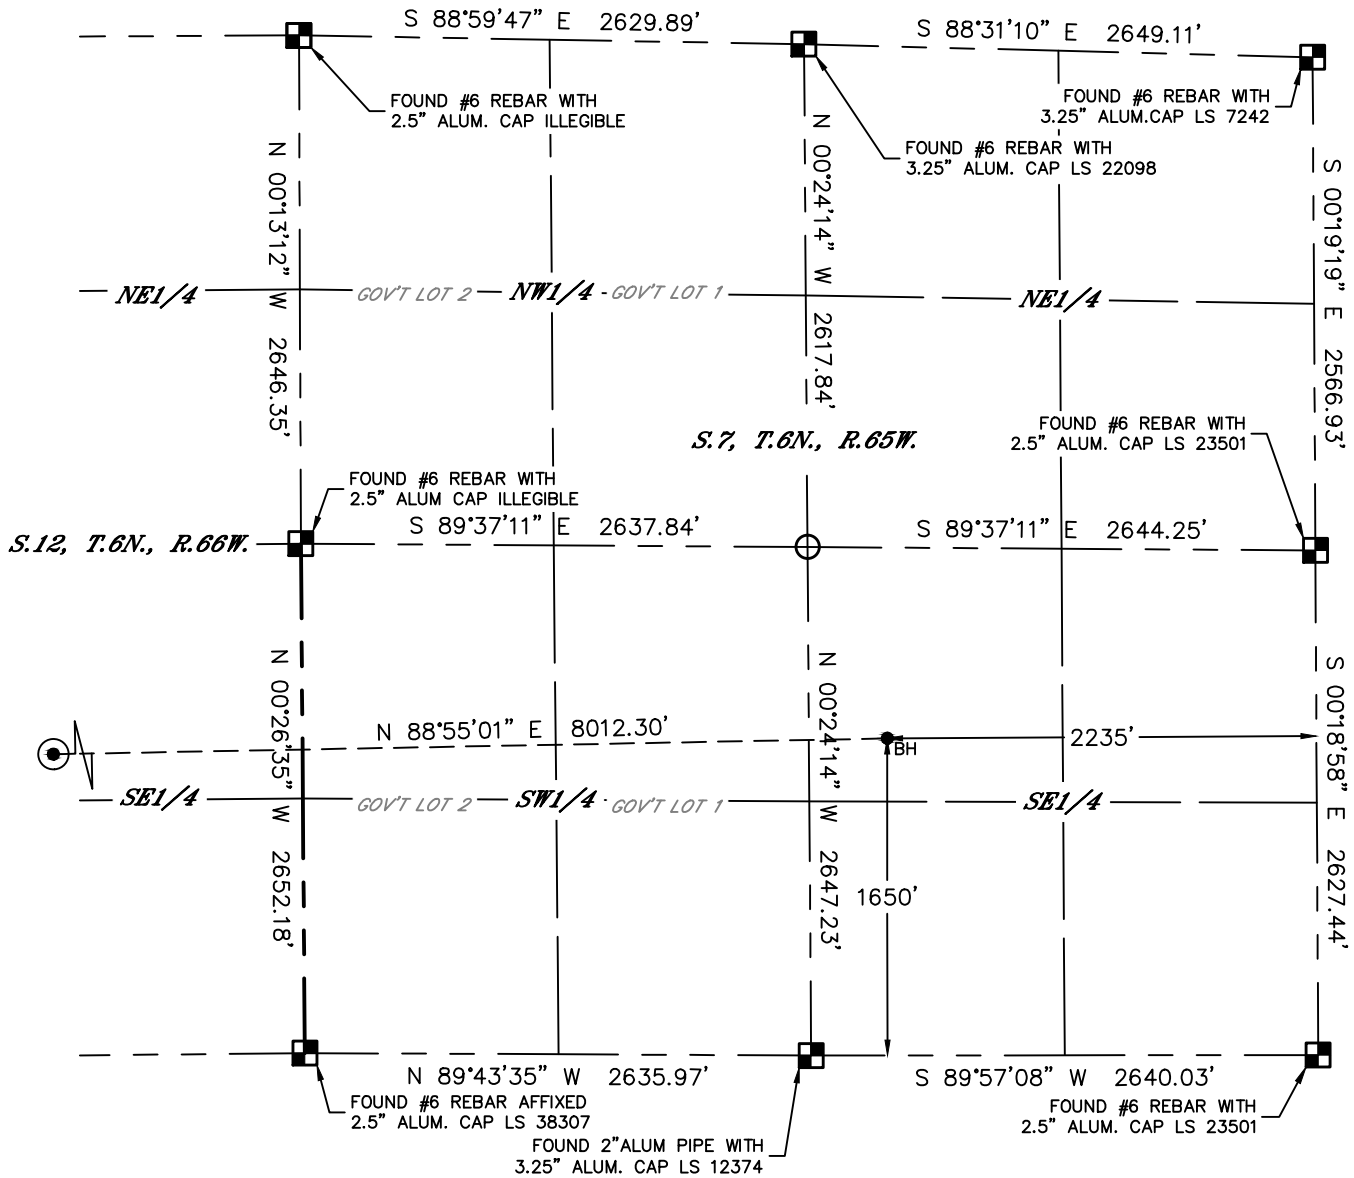 S 88°59'47" E 2629.89'
S 88°31'10" E 2649.11'
FOUND #6 REBAR WITH
2.5" ALUM. CAP ILLEGIBLE
FOUND #6 REBAR WITH
3.25" ALUM. CAP LS 22098
FOUND #6 REBAR WITH
3.25" ALUM.CAP LS 7242
N 00°13'12" W 2646.35'
N 00°24'14" W 2617.84'
S 00°19'19" E 2566.93'
NE1/4
GOV'T LOT 2
NW1/4
GOV'T LOT 1
NE1/4
S.7, T.6N., R.65W.
FOUND #6 REBAR WITH
2.5" ALUM. CAP LS 23501
FOUND #6 REBAR WITH
2.5" ALUM CAP ILLEGIBLE
S.12, T.6N., R.66W.
S 89°37'11" E 2637.84'
S 89°37'11" E 2644.25'
N 00°26'35" W 2652.18'
N 00°24'14" W 2647.23'
S 00°18'58" E 2627.44'
N 88°55'01" E 8012.30'
BH
2235'
SE1/4
GOV'T LOT 2
SW1/4
GOV'T LOT 1
SE1/4
1650'
N 89°43'35" W 2635.97'
S 89°57'08" W 2640.03'
FOUND #6 REBAR AFFIXED
2.5" ALUM. CAP LS 38307
FOUND 2"ALUM PIPE WITH
3.25" ALUM. CAP LS 12374
FOUND #6 REBAR WITH
2.5" ALUM. CAP LS 23501